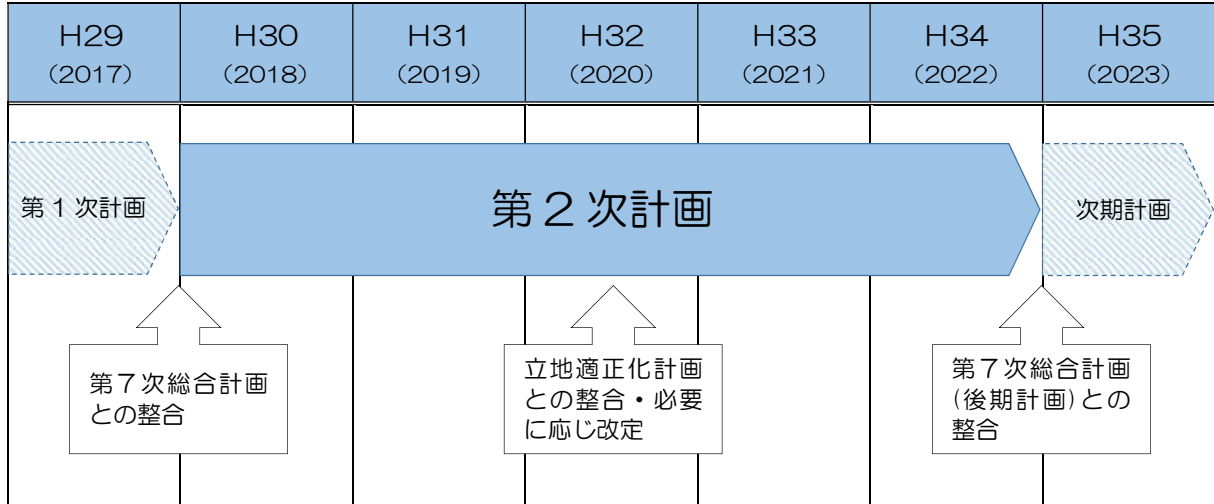 H29 H30 H31 H32 H33 H34 H35
(2017) (2018) (2019) (2020) (2021) (2022) (2023)
第1次計画 第2次計画 次期計画
第7次総合計画
との整合
立地適正化計画
との整合・必要
に応じ改定
第7次総合計画
(後期計画)との
整合